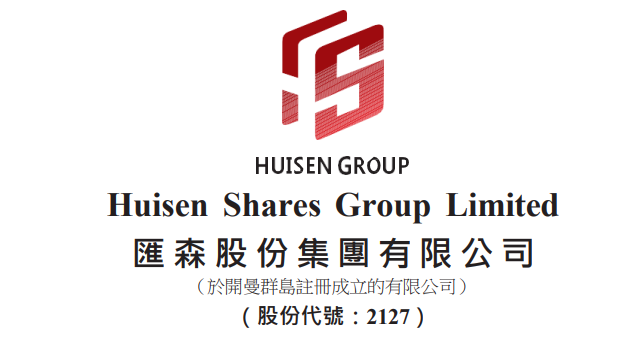 HUISEN GROUP
Huisen Shares Group Limited
匯森股份集團有限公司
（於開曼群島註冊成立的有限公司）
（股份代號：2127）